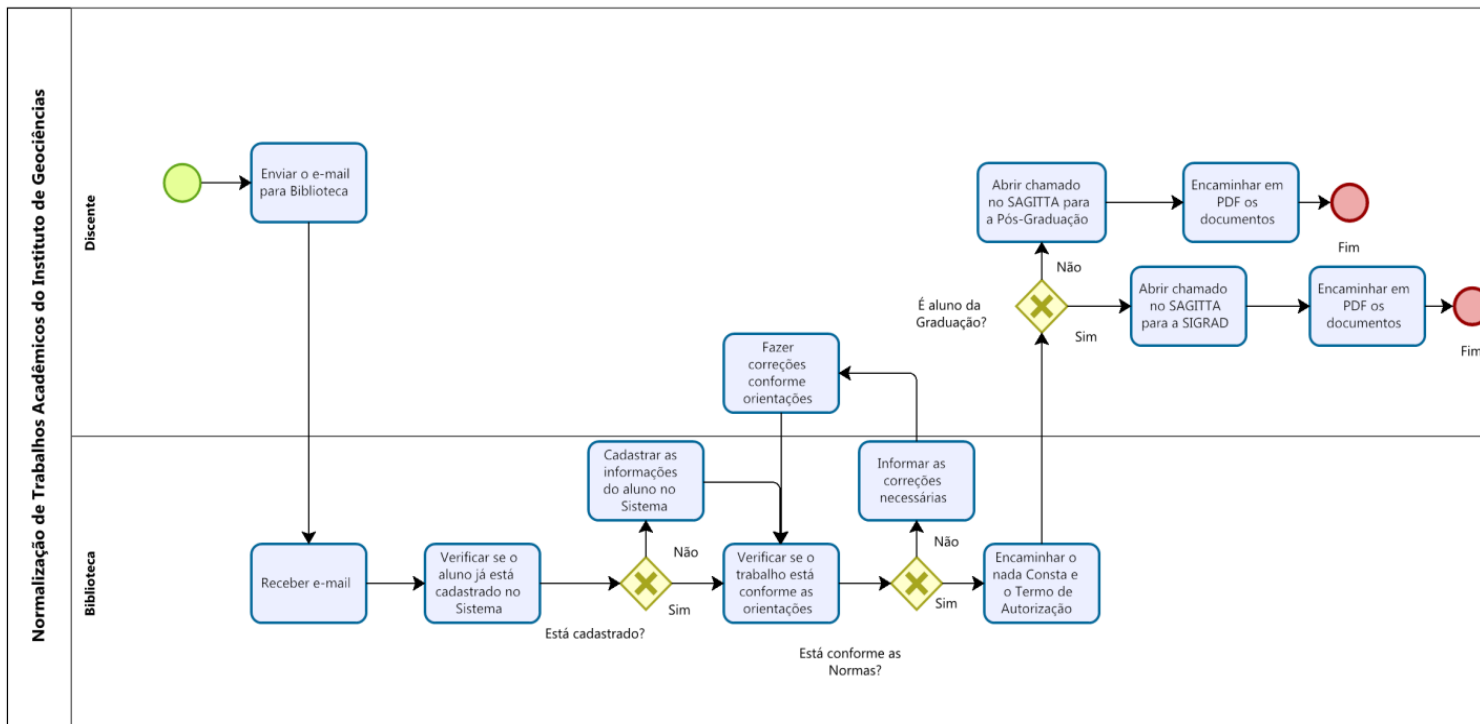 Normalização de Trabalhos Acadêmicos do Instituto de Geociências
Discente
Enviar o e-mail
para Biblioteca
Abrir chamado
no SAGITTA para
a Pós-Graduação
Encaminhar em
PDF os
documentos
Fim
Não
É aluno da
Graduação?
Sim
Abrir chamado
no SAGITTA
para a SIGRAD
Encaminhar em
PDF os
documentos
Fim
Fazer
correções
conforme
orientações
Biblioteca
Cadastrar as
informações
do aluno no
Sistema
Informar as
correções
necessárias
Não
Não
Receber e-mail
Verificar se o
aluno já está
cadastrado no
Sistema
Está cadastrado?
Sim
Verificar se o
trabalho está
conforme as
orientações
Está conforme as
Normas?
Sim
Encaminhar o
nada Consta e
o Termo de
Autorização